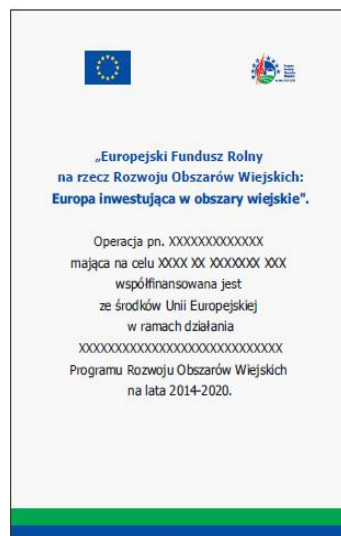 „Europejski Fundusz Rolny
na rzecz Rozwoju Obszarów Wiejskich:
Europa inwestująca w obszary wiejskie".
Operacja pn. XXXXXXXXXXXXX
mająca na celu XXXX XX XXXXXXX XXX
współfinansowana jest
ze środków Unii Europejskiej
w ramach działania
XXXXXXXXXXXXXXXXXXXXXXXXXXXX
Programu Rozwoju Obszarów Wiejskich
na lata 2014-2020.